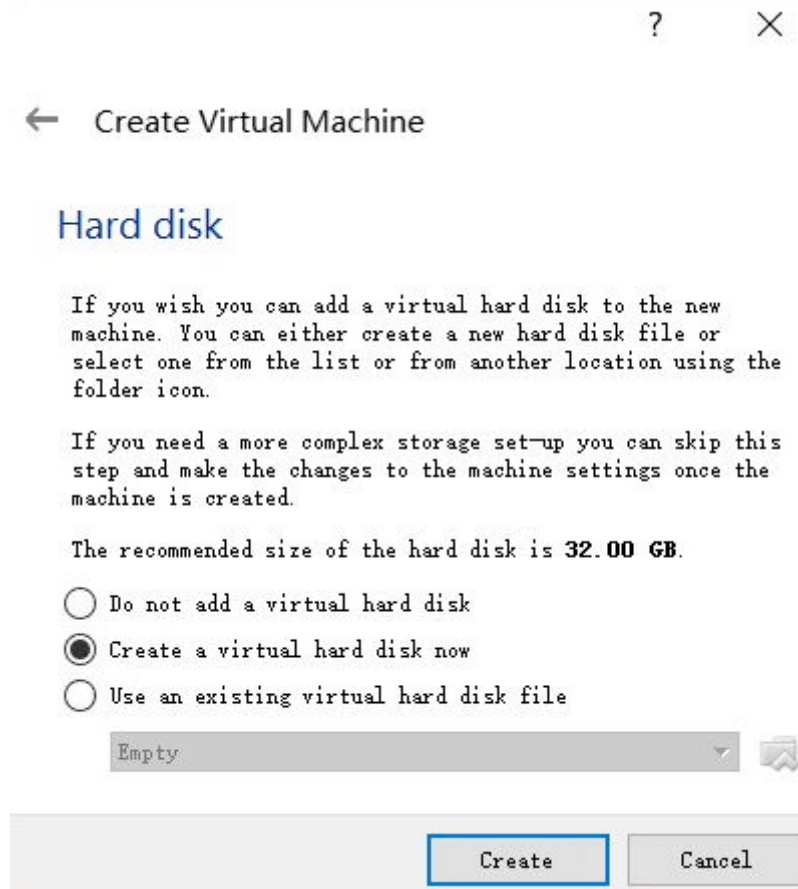 ?
Create Virtual Machine
Hard disk
If you wish you can add a virtual hard disk to the new
machine. You can either create a new hard disk file or
select one from the list or from another location using the
folder icon.
If you need a more complex storage set-up you can skip this
step and make the changes to the machine settings once the
machine is created.
The recommended size of the hard disk is 32.00 GB.
Do not add a virtual hard disk
Create a virtual hard disk now
Use an existing virtual hard disk file
Empty
Create
Cancel